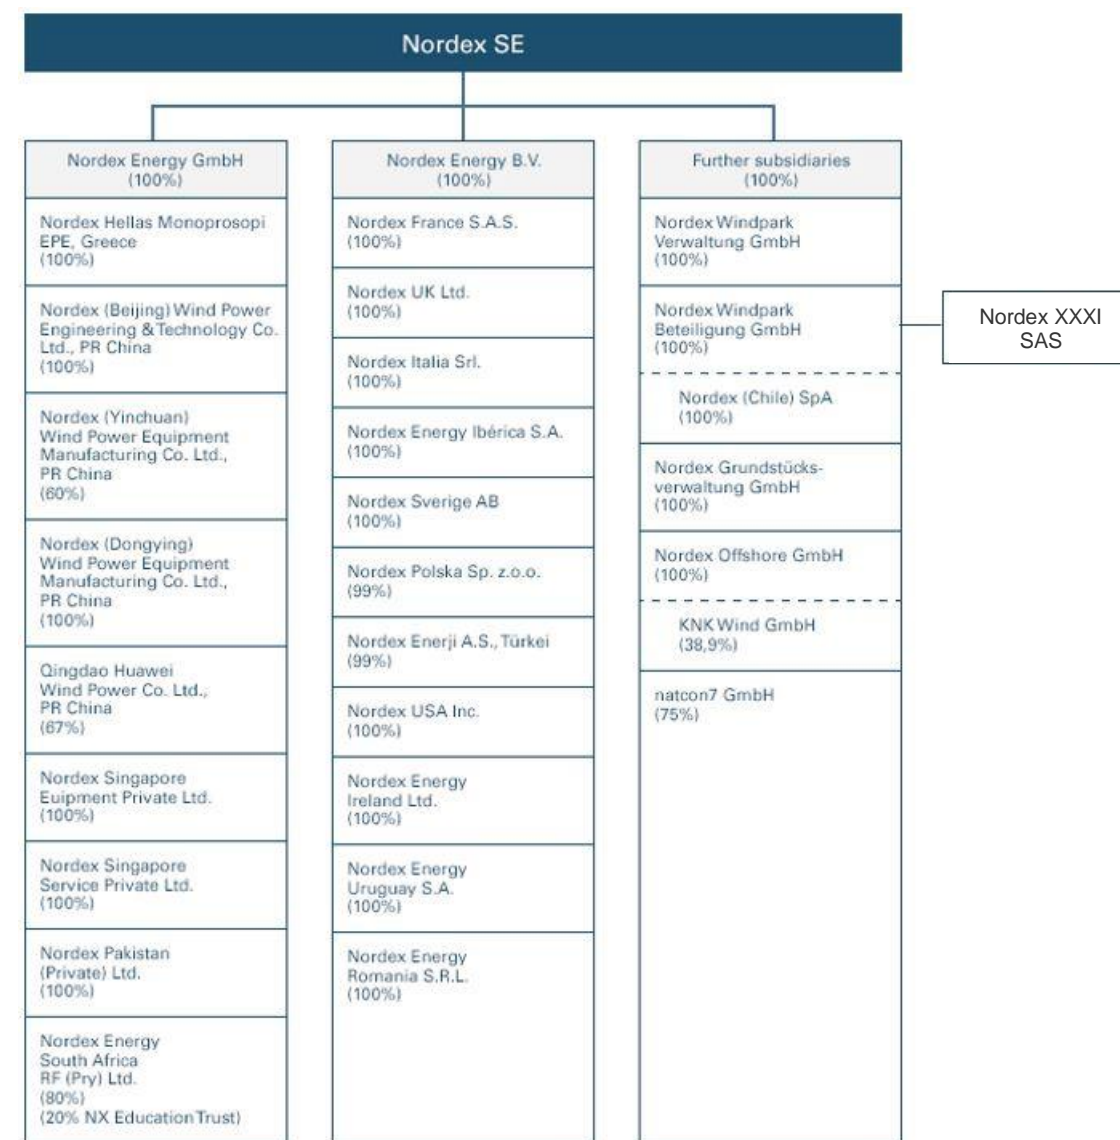 Nordex SE
Nordex Energy GmbH
(100%)
Nordex Hellas Monoprosopi
EPE, Greece
(100%)
Nordex (Beijing) Wind Power
Engineering & Technology Co.
Ltd., PR China
(100%)
Nordex (Yinchuan)
Wind Power Equipment
Manufacturing Co. Ltd.,
PR China
(60%)
Nordex (Dongying)
Wind Power Equipment
Manufacturing Co. Ltd.,
PR China
(100%)
Qingdao Huawei
Wind Power Co. Ltd.,
PR China
(67%)
Nordex Singapore
Euipment Private Ltd.
(100%)
Nordex Singapore
Service Private Ltd.
(100%)
Nordex Pakistan
(Private) Ltd.
(100%)
Nordex Energy
South Africa
RF (Pry) Ltd.
(80%)
(20% NX Education Trust)
Nordex Energy B.V.
(100%)
Nordex France S.A.S.
(100%)
Nordex UK Ltd.
(100%)
Nordex Italia Srl.
(100%)
Nordex Energy Ibérica S.A.
(100%)
Nordex Sverige AB
(100%)
Nordex Polska Sp. z.o.o.
(99%)
Nordex Enerji A.S., Türkei
(99%)
Nordex USA Inc.
(100%)
Nordex Energy
Ireland Ltd.
(100%)
Nordex Energy
Uruguay S.A.
(100%)
Nordex Energy
Romania S.R.L.
(100%)
Further subsidiaries
(100%)
Nordex Windpark
Verwaltung GmbH
(100%)
Nordex Windpark
Beteiligung GmbH
(100%)
Nordex (Chile) SpA
(100%)
Nordex Grundstücks-
verwaltung GmbH
(100%)
Nordex Offshore GmbH
(100%)
KNK Wind GmbH
(38,9%)
natcon7 GmbH
(75%)
Nordex XXXI
SAS